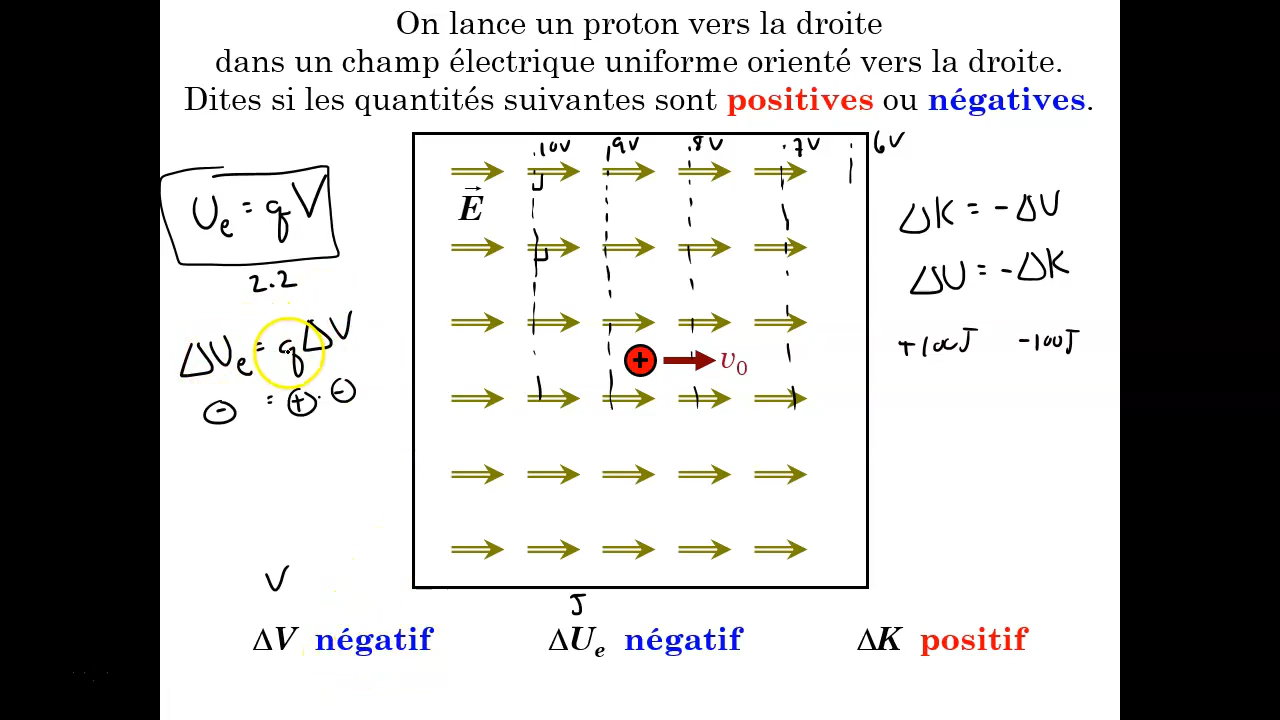 On lance un proton vers la droite
dans un champ électrique uniforme orienté vers la droite.
Dites si les quantités suivantes sont positives ou négatives.
10V 9V 8V 7V 6V
E
Ue = qV
2.2
ΔUe = qΔV
- = + · -
ΔK = -ΔU
ΔU = -ΔK
+100J -100J
+ v0
V
J
ΔV négatif ΔUe négatif ΔK positif